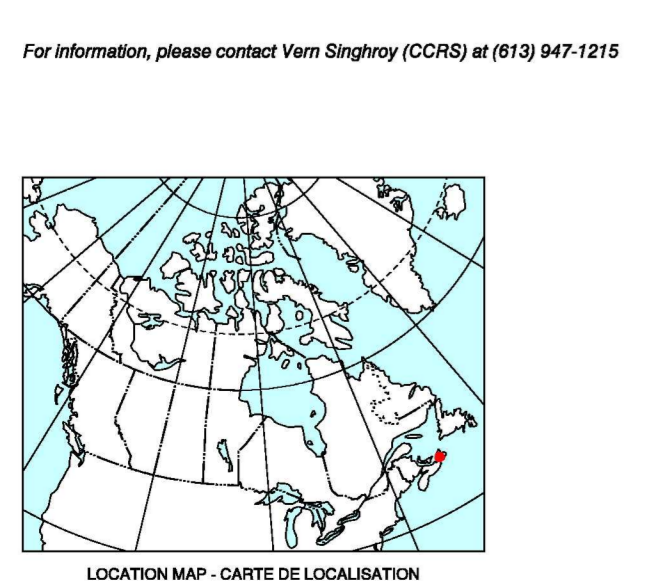 For information, please contact Vern Singhroy (CCRS) at (613) 947-1215
LOCATION MAP - CARTE DE LOCALISATION